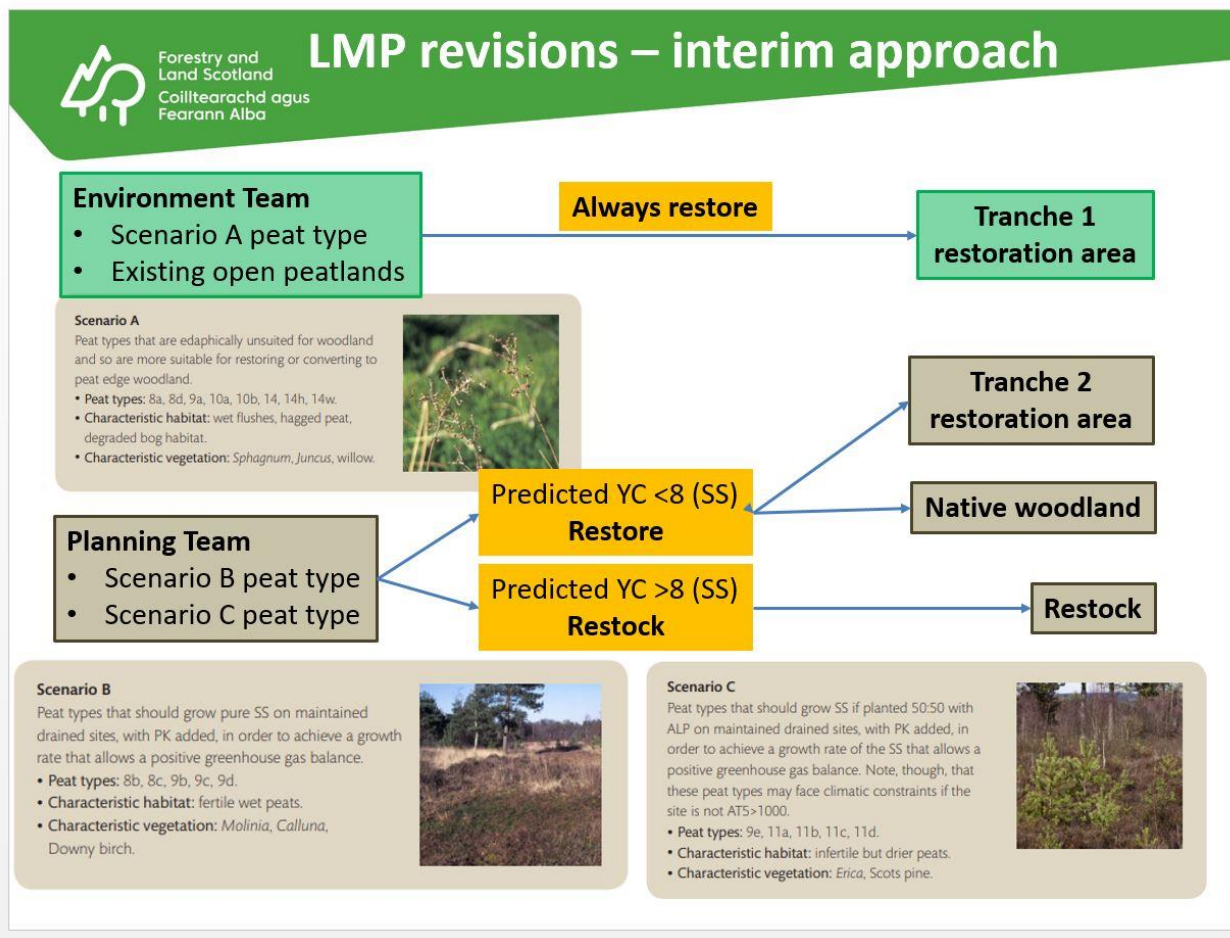 Forestry and
Land Scotland
Coilltearachd agus
Fearann Alba
LMP revisions – interim approach
Environment Team
• Scenario A peat type
• Existing open peatlands
Always restore
Tranche 1
restoration area
Scenario A
Peat types that are edaphically unsuited for woodland
and so are more suitable for restoring or converting to
peat edge woodland.
• Peat types: 8a, 8d, 9a, 10a, 10b, 14, 14h, 14w.
• Characteristic habitat: wet flushes, hagged peat,
degraded bog habitat.
• Characteristic vegetation: Sphagnum, Juncus, willow.
Tranche 2
restoration area
Planning Team
• Scenario B peat type
• Scenario C peat type
Predicted YC <8 (SS)
Restore
Native woodland
Predicted YC >8 (SS)
Restock
Restock
Scenario B
Peat types that should grow pure SS on maintained
drained sites, with PK added, in order to achieve a growth
rate that allows a positive greenhouse gas balance.
• Peat types: 8b, 8c, 9b, 9c, 9d.
• Characteristic habitat: fertile wet peats.
• Characteristic vegetation: Molinia, Calluna,
Downy birch.
Scenario C
Peat types that should grow SS if planted 50:50 with
ALP on maintained drained sites, with PK added, in
order to achieve a growth rate of the SS that allows a
positive greenhouse gas balance. Note, though, that
these peat types may face climatic constraints if the
site is not AT5>1000.
• Peat types: 9e, 11a, 11b, 11c, 11d.
• Characteristic habitat: infertile but drier peats.
• Characteristic vegetation: Erica, Scots pine.